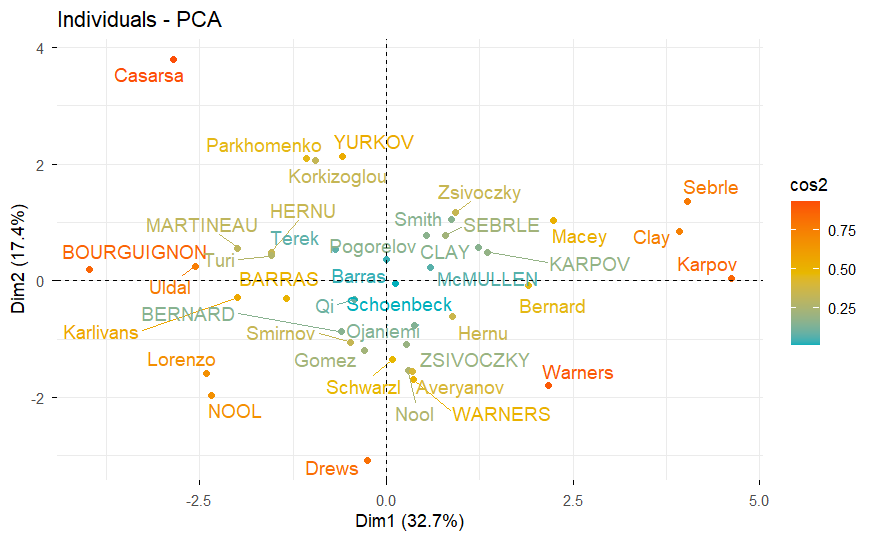 Individuals - PCA
4
Casarsa
Parkhomenko
YURKOV
2
Korkizoglou
Zsivoczky
Sebrle
HERNU
MARTINEAU
Smith
SEBRLE
Terek
Macey
Clay
Pogorelov
CLAY
BOURGUIGNON
Turi
KARPOV
Karpov
0
Uldal
BARRAS
Barras
McMULLEN
Qi
Schoenbeck
Bernard
BERNARD
Karlivans
Smirnov
Ojaniemi
Hernu
Lorenzo
Gomez
ZSIVOCZKY
Warners
Schwarzl
Averyanov
-2
NOOL
Nool
WARNERS
Drews
-2.5
0.0
2.5
5.0
Dim1 (32.7%)
Dim2 (17.4%)
cos2
0.75
0.50
0.25